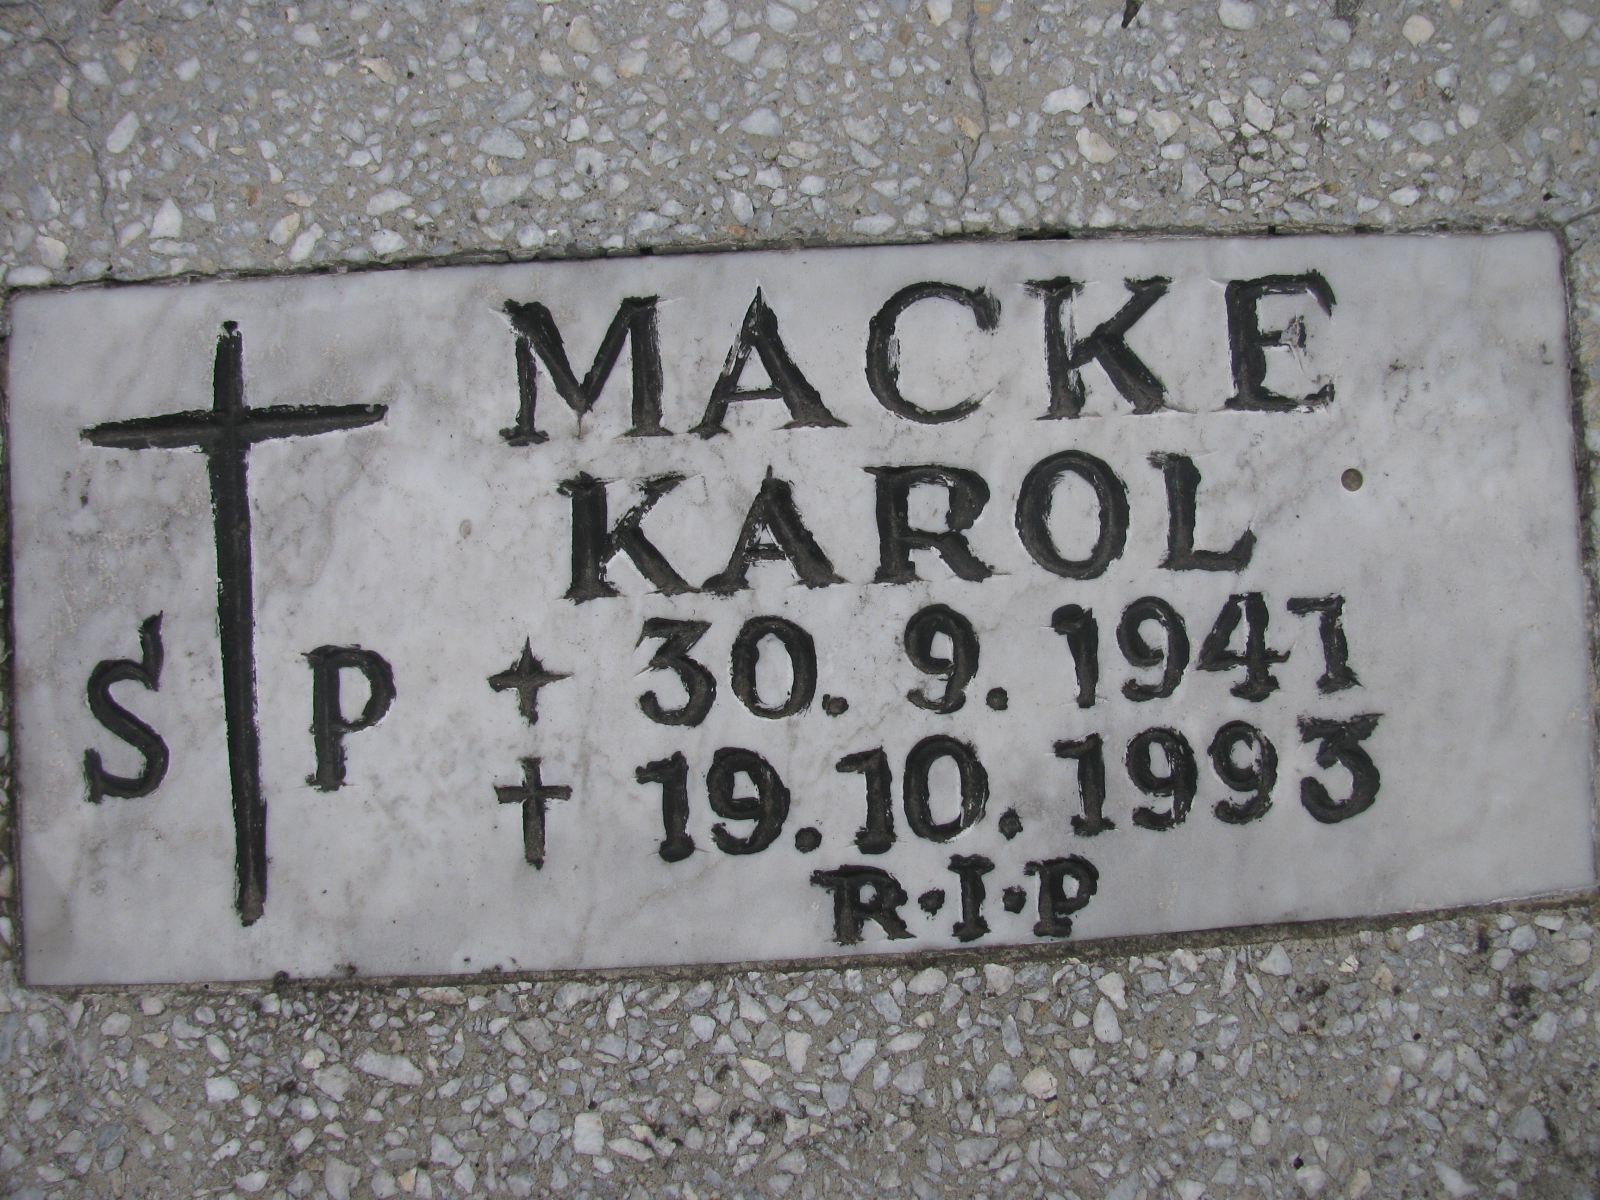 MACKE
KAROL
Ś P
30. 9. 1941
19.10.1993
R·I·P